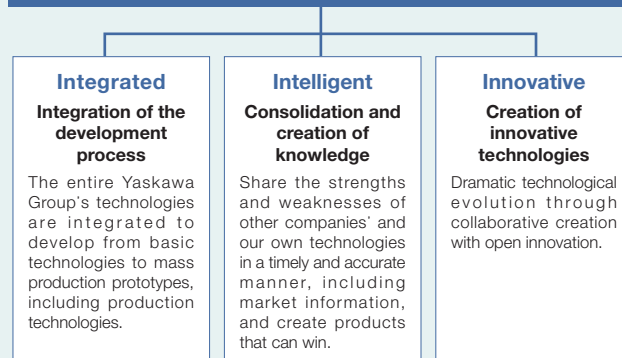 Integrated
Integration of the
development
process
The entire Yaskawa
Group's technologies
are integrated to
develop from basic
technologies to mass
production prototypes,
including production
technologies.
Intelligent
Consolidation and
creation of
knowledge
Share the strengths
and weaknesses of
other companies' and
our own technologies
in a timely and accurate
manner, including
market information,
and create products
that can win.
Innovative
Creation of
innovative
technologies
Dramatic technological
evolution through
collaborative creation
with open innovation.